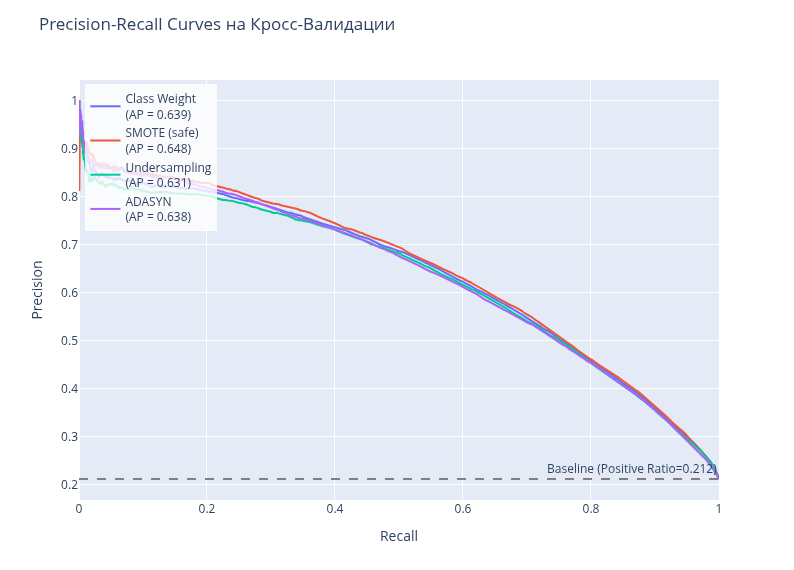 Precision-Recall Curves на Кросс-Валидации
Class Weight
(AP = 0.639)
SMOTE (safe)
(AP = 0.648)
Undersampling
(AP = 0.631)
ADASYN
(AP = 0.638)
1
0.9
0.8
0.7
0.6
0.5
0.4
0.3
0.2
Precision
Baseline (Positive Ratio=0.212)
0
0.2
0.4
0.6
0.8
1
Recall